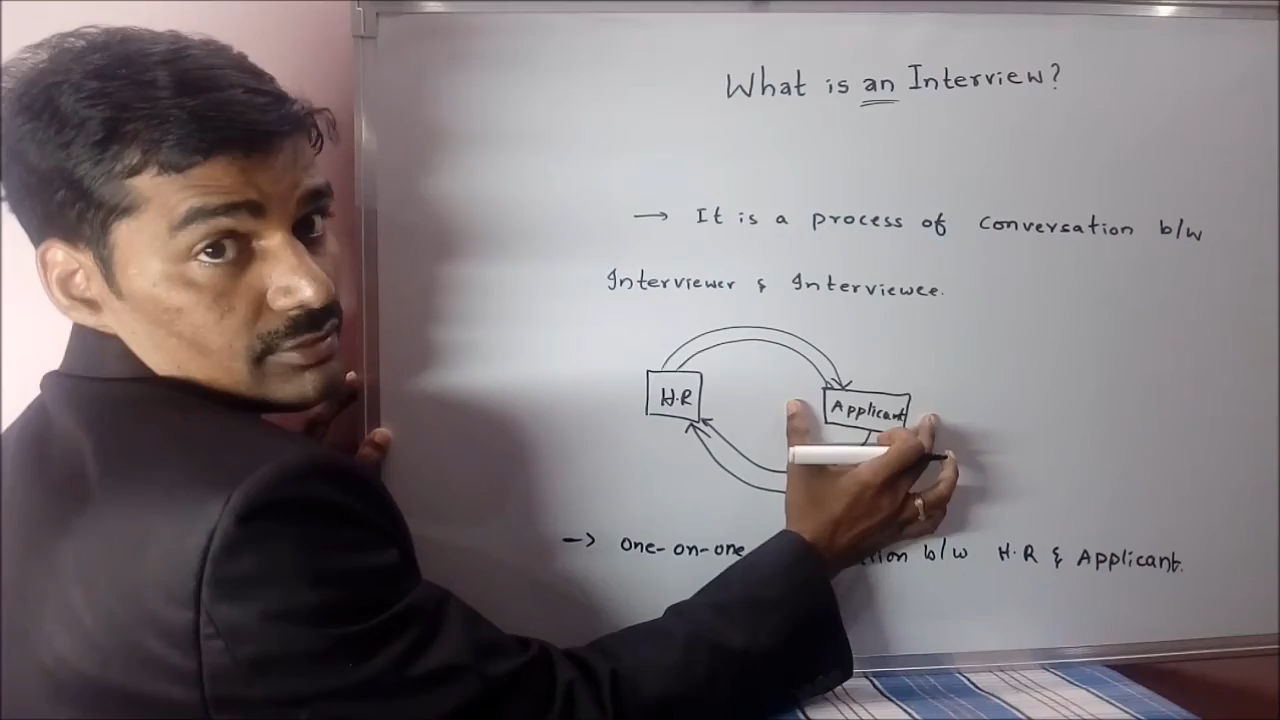 What is an Interview?
→ It is a process of conversation b/w
Interviewer & Interviewee.
H.R
Applicant
→ One-on-one b/w H.R & Applicant.